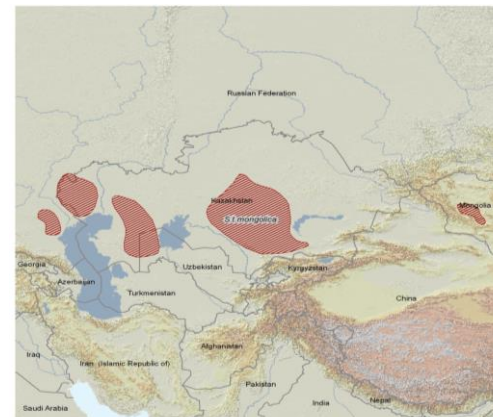 Russian Federation
Kazakhstan
Mongolia
S.t.mongolica
Georgia
Uzbekistan
Kyrgyzstan
Azerbaijan
Turkmenistan
China
Afghanistan
Iraq
Iran (Islamic Republic of)
Pakistan
Nepal
India
Saudi Arabia